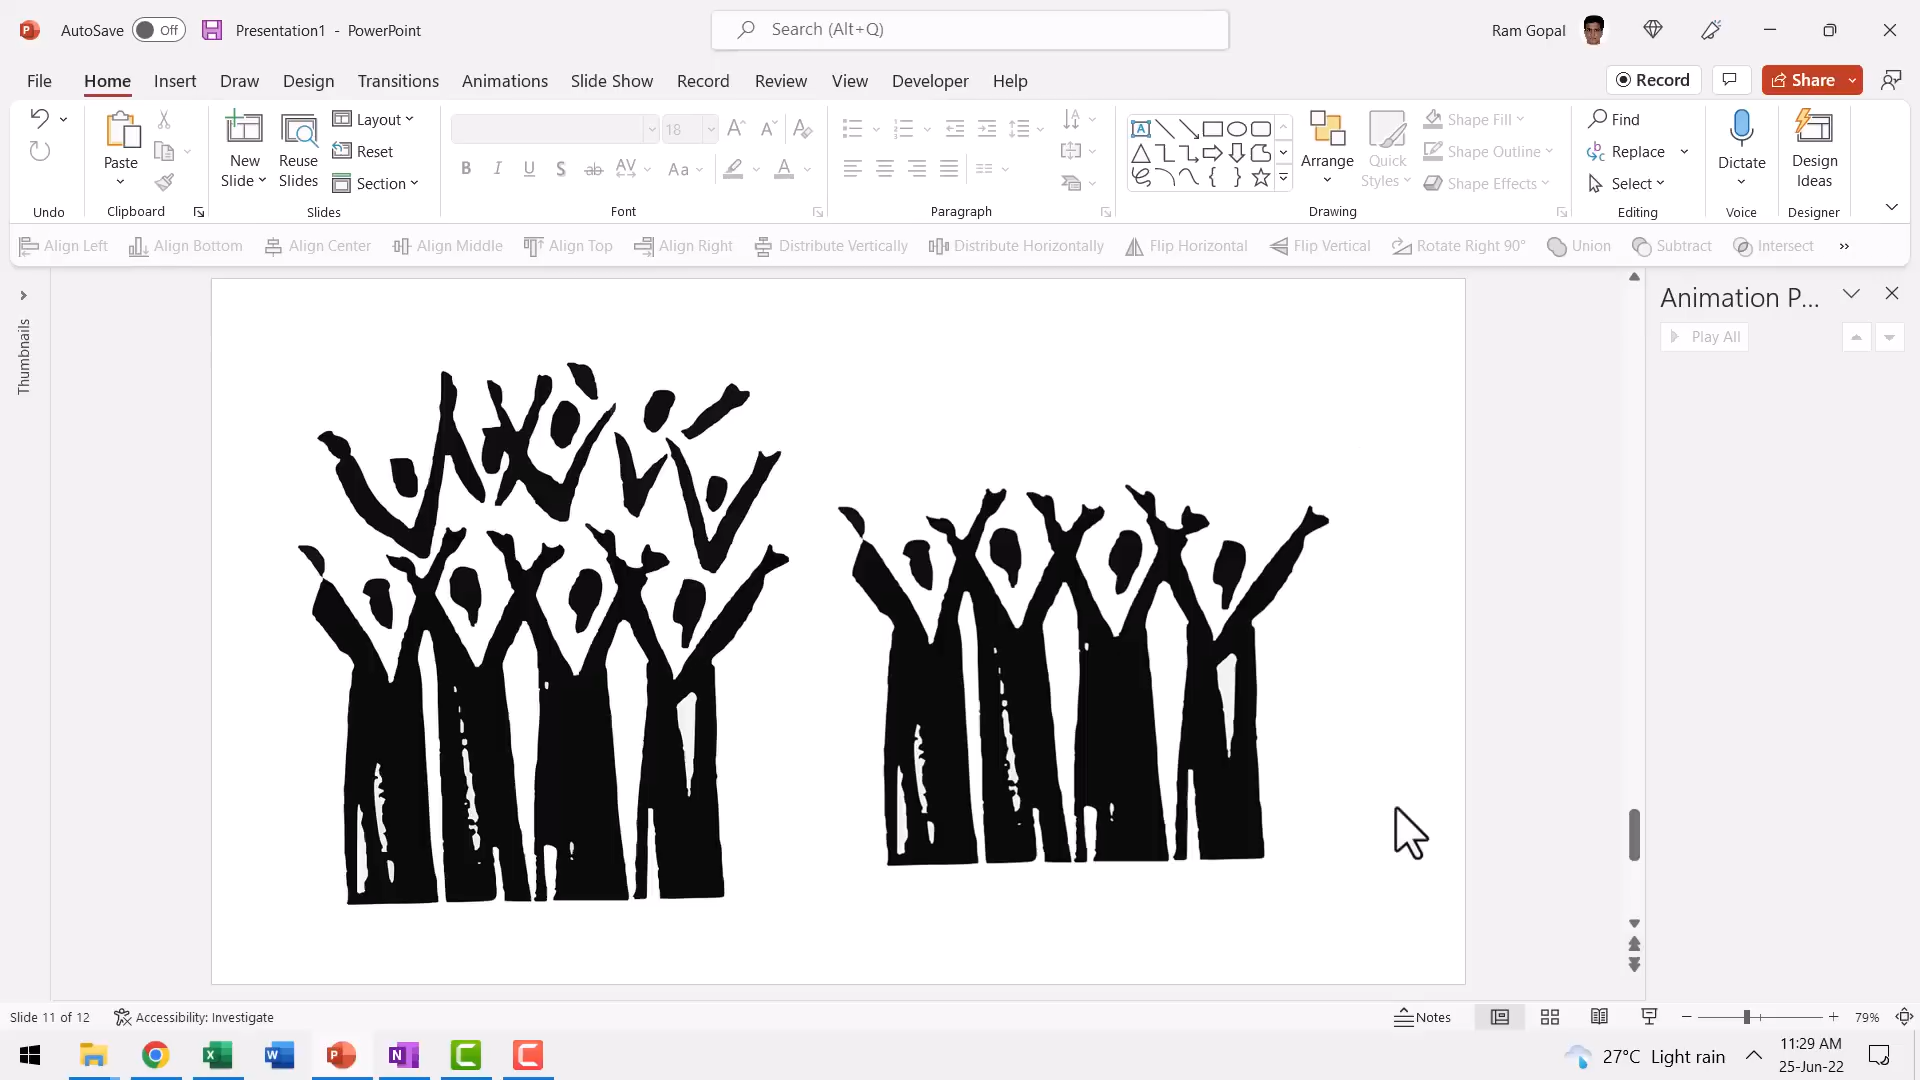 AutoSave Off Presentation1 - PowerPoint Search (Alt+Q) Ram Gopal
File Home Insert Draw Design Transitions Animations Slide Show Record Review View Developer Help Record Share
Paste New Slide Reuse Slides Layout Reset Section 18 Arrange Quick Styles Shape Fill Shape Outline Shape Effects Find Replace Select Dictate Design Ideas
Undo Clipboard Slides Font Paragraph Drawing Editing Voice Designer
Align Left Align Bottom Align Center Align Middle Align Top Align Right Distribute Vertically Distribute Horizontally Flip Horizontal Flip Vertical Rotate Right 90° Union Subtract Intersect
Thumbnails
Animation P...
Play All
Slide 11 of 12 Accessibility: Investigate Notes 79%
27°C Light rain 11:29 AM
25-Jun-22